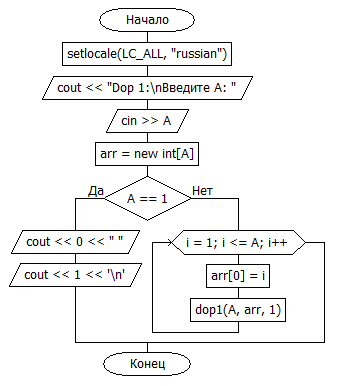 Начало
setlocale(LC_ALL, "russian")
cout << "Dop 1:\nВведите A: "
cin >> A
arr = new int[A]
Да
A == 1
Нет
cout << 0 << " "
cout << 1 << '\n'
i = 1; i <= A; i++
arr[0] = i
dop1(A, arr, 1)
Конец